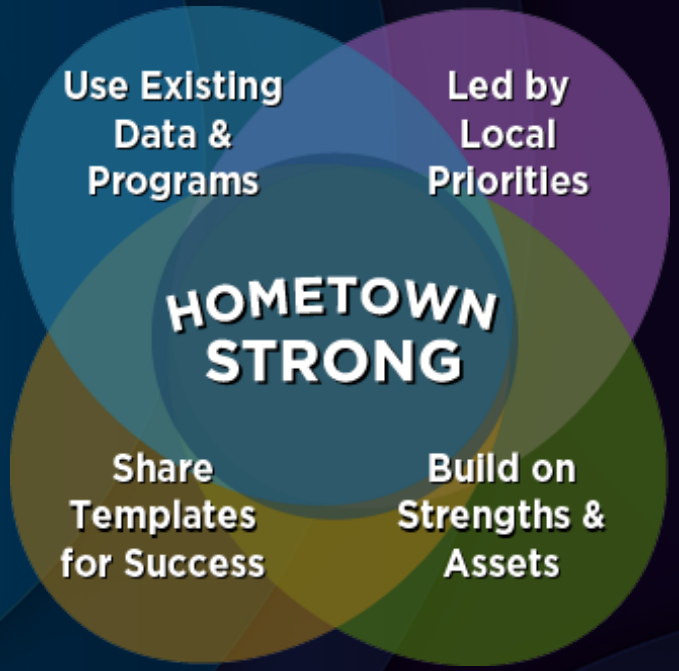 Use Existing
Data &
Programs
Led by
Local
Priorities
HOMETOWN
STRONG
Share
Templates
for Success
Build on
Strengths &
Assets